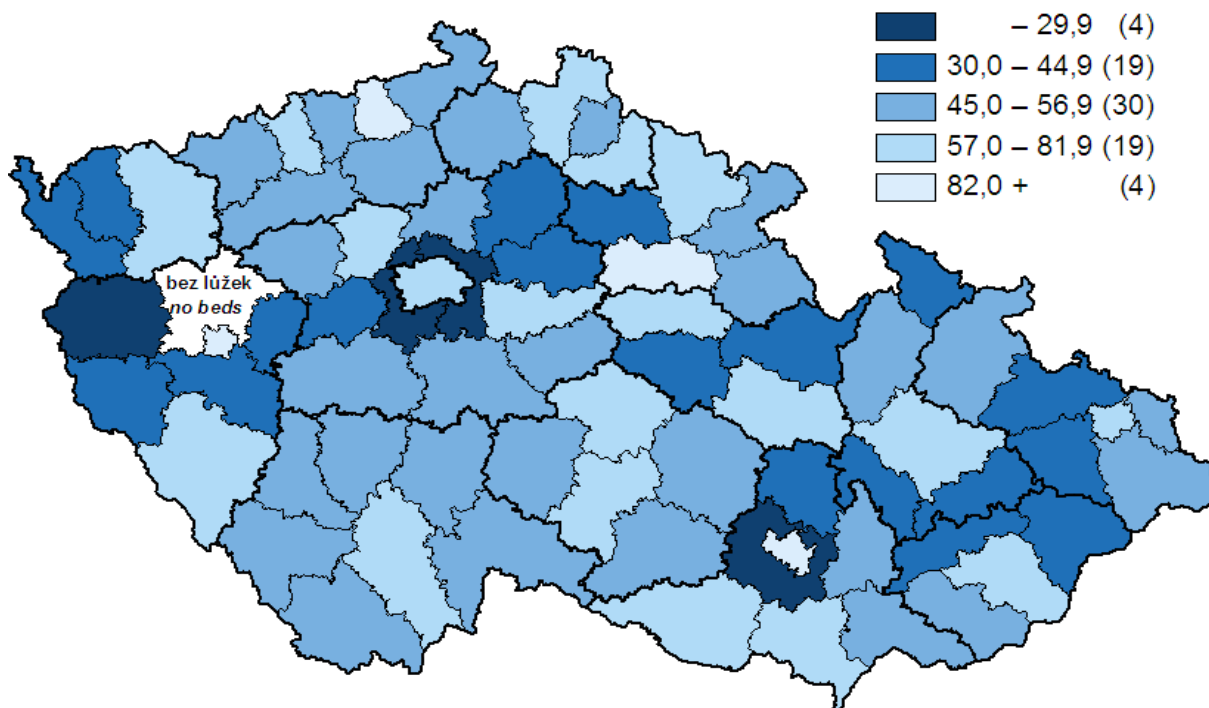 – 29,9 (4)
30,0 – 44,9 (19)
45,0 – 56,9 (30)
57,0 – 81,9 (19)
82,0 + (4)
bez lůžek
no beds